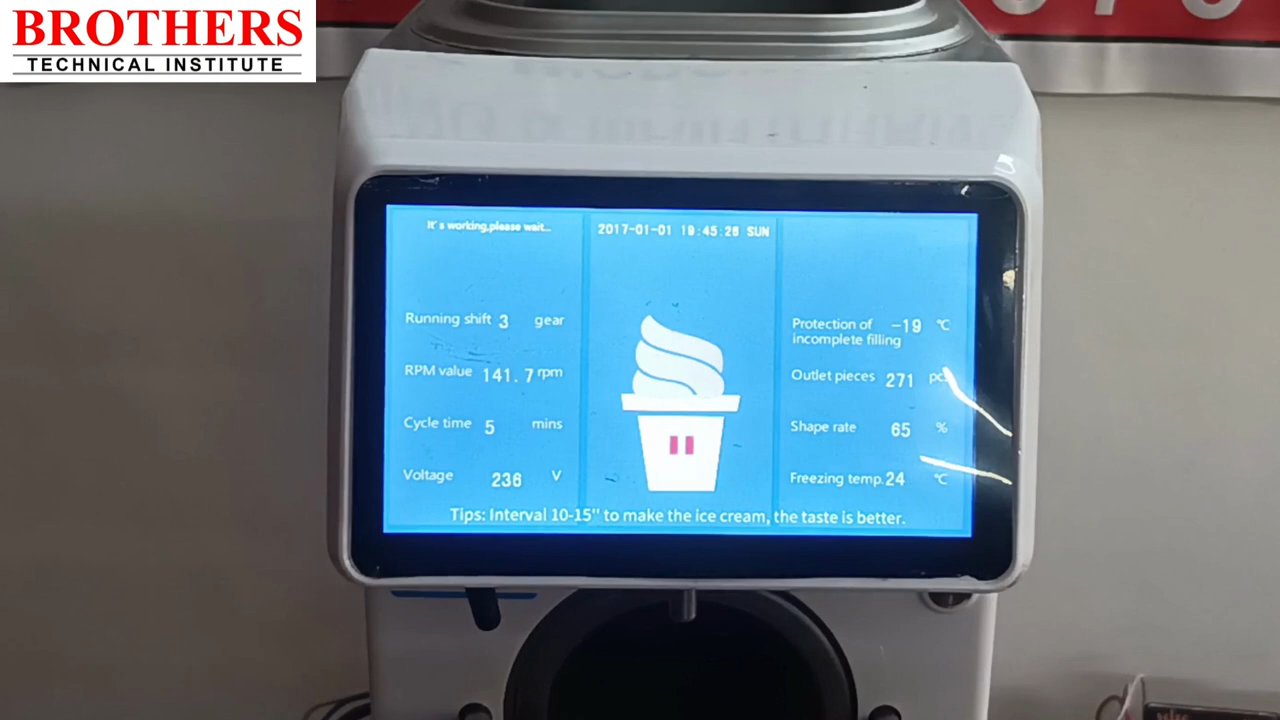 BROTHERS
TECHNICAL INSTITUTE
It's working,please wait...
2017-01-01 19:45:26 SUN
Running shift 3 gear
RPM value 141.7 rpm
Cycle time 5 mins
Voltage 236 V
Protection of -19 ℃
incomplete filling
Outlet pieces 271 pcs
Shape rate 65 %
Freezing temp. 24 ℃
Tips: Interval 10-15" to make the ice cream, the taste is better.